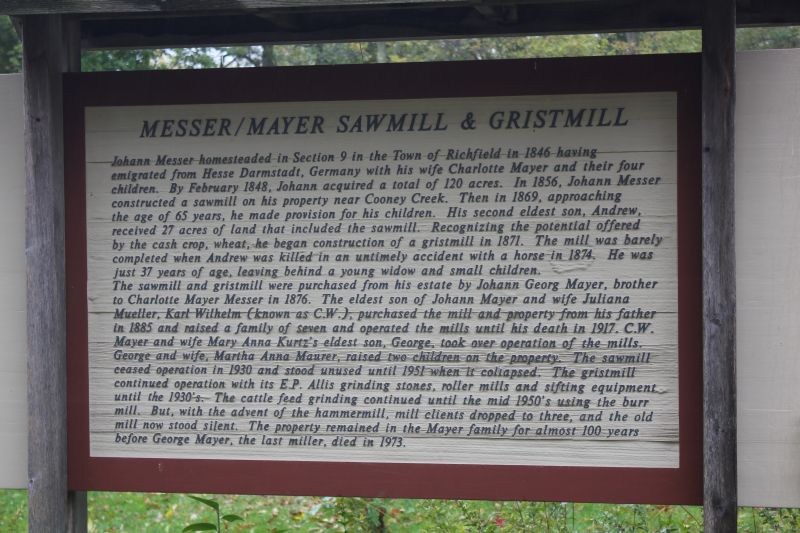 MESSER/MAYER SAWMILL & GRISTMILL
Johann Messer homesteaded in Section 9 in the Town of Richfield in 1846 having
emigrated from Hesse Darmstadt, Germany with his wife Charlotte Mayer and their four
children. By February 1848, Johann acquired a total of 120 acres. In 1856, Johann Messer
constructed a sawmill on his property near Cooney Creek. Then in 1869, approaching
the age of 65 years, he made provision for his children. His second eldest son, Andrew,
received 27 acres of land that included the sawmill. Recognizing the potential offered
by the cash crop, wheat, he began construction of a gristmill in 1871. The mill was barely
completed when Andrew was killed in an untimely accident with a horse in 1874. He was
just 37 years of age, leaving behind a young widow and small children.
The sawmill and gristmill were purchased from his estate by Johann Georg Mayer, brother
to Charlotte Mayer Messer in 1876. The eldest son of Johann Mayer and wife Juliana
Mueller, Karl Wilhelm (known as C.W.), purchased the mill and property from his father
in 1885 and raised a family of seven and operated the mills until his death in 1917. C.W.
Mayer and wife Mary Anna Kurtz's eldest son, George, took over operation of the mills.
George and wife, Martha Anna Maurer, raised two children on the property. The sawmill
ceased operation in 1930 and stood unused until 1951 when it collapsed. The gristmill
continued operation with its E.P. Allis grinding stones, roller mills and sifting equipment
until the 1930's. The cattle feed grinding continued until the mid 1950's using the burr
mill. But, with the advent of the hammermill, mill clients dropped to three, and the old
mill now stood silent. The property remained in the Mayer family for almost 100 years
before George Mayer, the last miller, died in 1973.